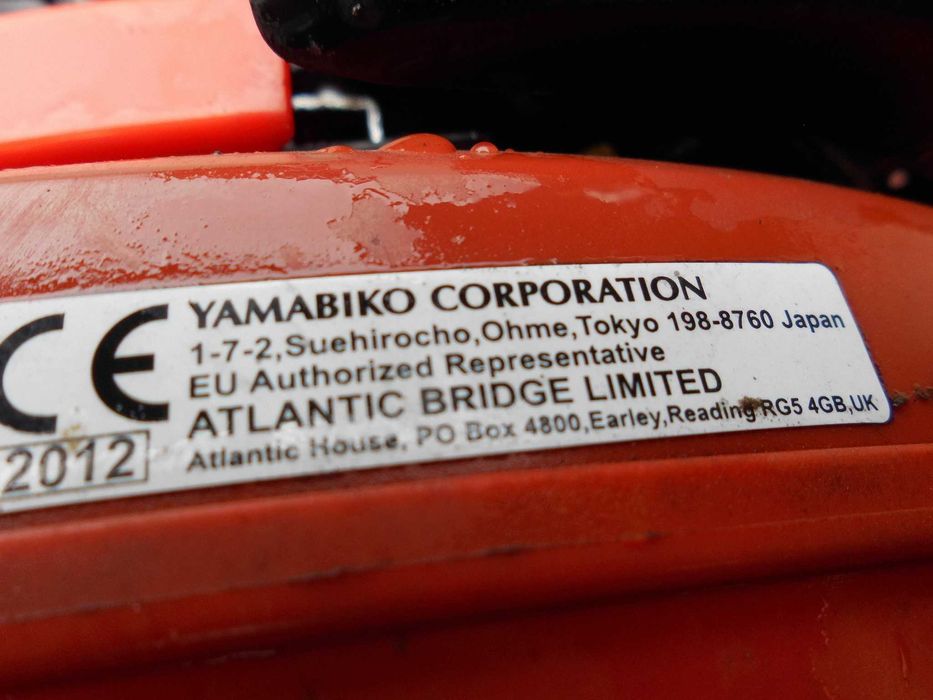 CE
2012
YAMABIKO CORPORATION
1-7-2,Suehirocho,Ohme,Tokyo 198-8760 Japan
EU Authorized Representative
ATLANTIC BRIDGE LIMITED
Atlantic House, PO Box 4800,Earley,Reading RG5 4GB,UK